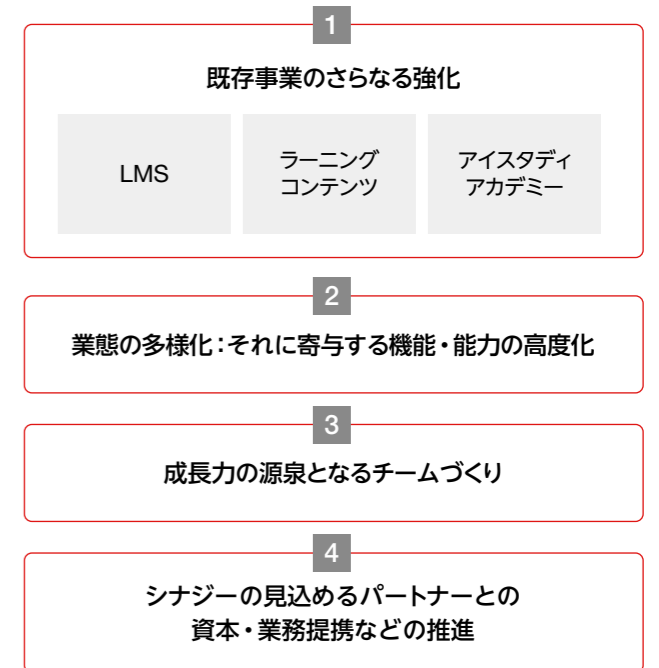 1
既存事業のさらなる強化
LMS
ラーニング
コンテンツ
アイスタディ
アカデミー
2
業態の多様化：それに寄与する機能・能力の高度化
3
成長力の源泉となるチームづくり
4
シナジーの見込めるパートナーとの
資本・業務提携などの推進